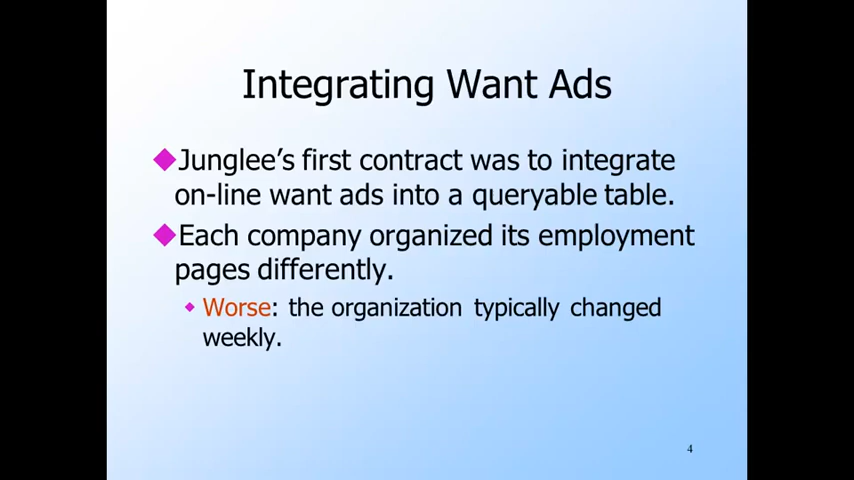 Integrating Want Ads
Junglee's first contract was to integrate
on-line want ads into a queryable table.
Each company organized its employment
pages differently.
Worse: the organization typically changed
weekly.
4